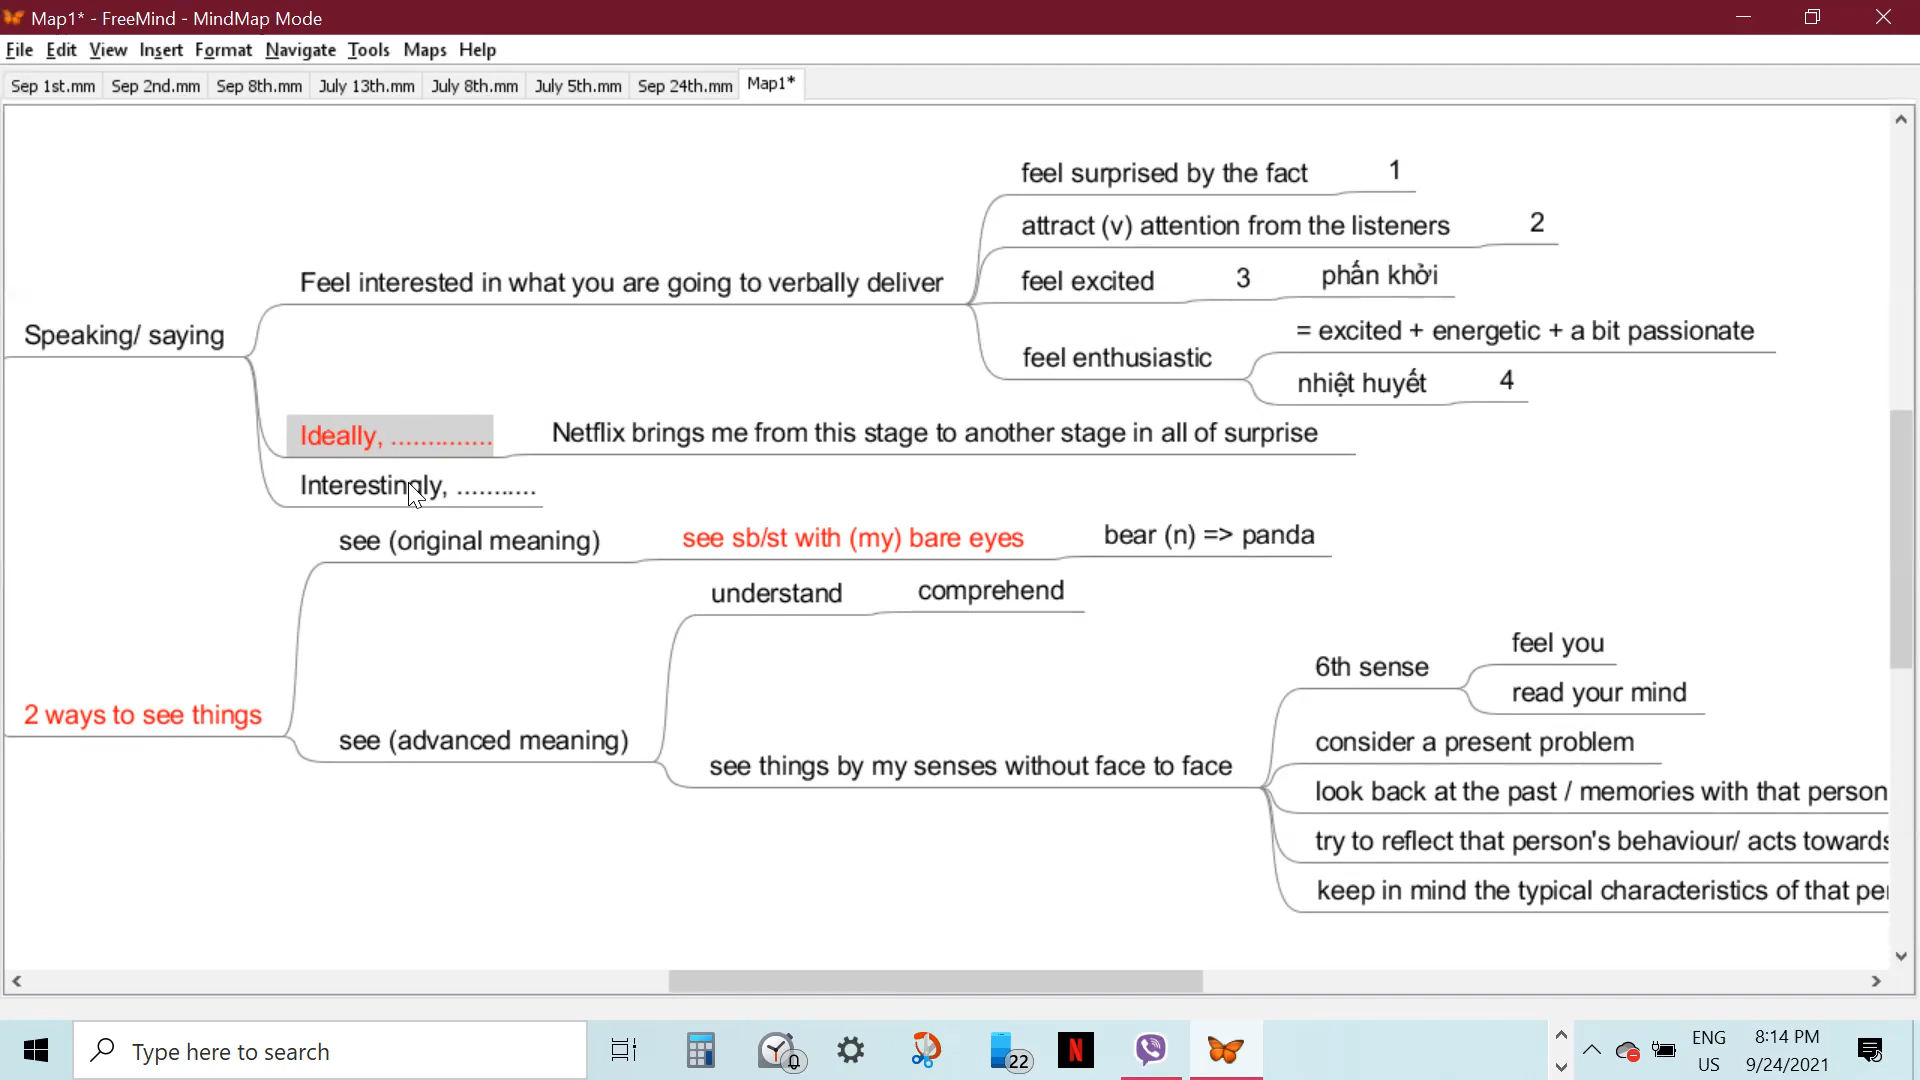 Map1* - FreeMind - MindMap Mode
File Edit View Insert Format Navigate Tools Maps Help
Sep 1st.mm Sep 2nd.mm Sep 8th.mm July 13th.mm July 8th.mm July 5th.mm Sep 24th.mm Map1*
Speaking/ saying
Feel interested in what you are going to verbally deliver
feel surprised by the fact 1
attract (v) attention from the listeners 2
feel excited 3 phấn khởi
feel enthusiastic
= excited + energetic + a bit passionate
nhiệt huyết 4
Ideally, .............. Netflix brings me from this stage to another stage in all of surprise
Interestingly, ...........
2 ways to see things
see (original meaning) see sb/st with (my) bare eyes bear (n) => panda
see (advanced meaning)
understand comprehend
see things by my senses without face to face
6th sense
feel you
read your mind
consider a present problem
look back at the past / memories with that person
try to reflect that person's behaviour/ acts towards
keep in mind the typical characteristics of that pe
Type here to search
22
N
ENG
US
8:14 PM
9/24/2021